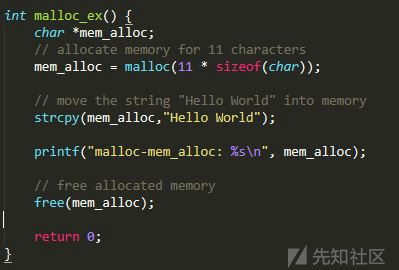 int malloc_ex() {
    char *mem_alloc;
    // allocate memory for 11 characters
    mem_alloc = malloc(11 * sizeof(char));

    // move the string "Hello World" into memory
    strcpy(mem_alloc,"Hello World");

    printf("malloc-mem_alloc: %s\n", mem_alloc);

    // free allocated memory
    free(mem_alloc);

    return 0;
}
先知社区